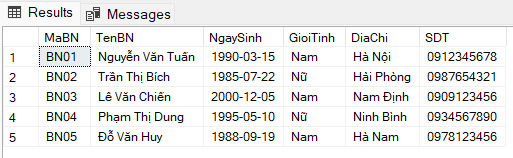 Results Messages
MaBN TenBN NgaySinh GioiTinh DiaChi SDT
1 BN01 Nguyễn Văn Tuấn 1990-03-15 Nam Hà Nội 0912345678
2 BN02 Trần Thị Bích 1985-07-22 Nữ Hải Phòng 0987654321
3 BN03 Lê Văn Chiến 2000-12-05 Nam Nam Định 0909123456
4 BN04 Phạm Thị Dung 1995-05-10 Nữ Ninh Bình 0934567890
5 BN05 Đỗ Văn Huy 1988-09-19 Nam Hà Nam 0978123456